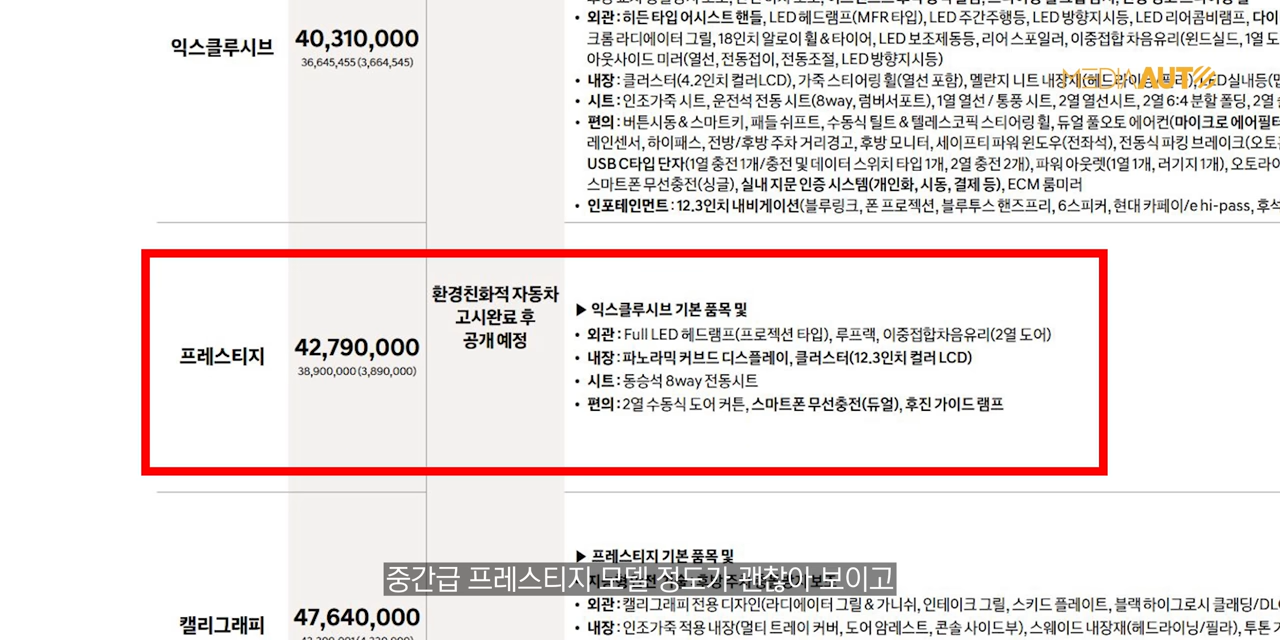 • 외관 : 히든 타입 어시스트 핸들, LED 헤드램프(MFR 타입), LED 주간주행등, LED 방향지시등, LED 리어콤비램프, 다이
익스클루시브 40,310,000 크롬 라디에이터 그릴, 18인치 알로이 휠 & 타이어, LED 보조제동등, 리어 스포일러, 이중접합 차음유리(윈드실드, 1열 도
36,645,455 (3,664,545) 아웃사이드 미러(열선, 전동접이, 전동조절, LED 방향지시등)
• 내장 : 클러스터(4.2인치 컬러LCD), 가죽 스티어링 휠(열선 포함), 멜란지 니트 내장재(헤드라이닝/필라), LED실내등(맵
MEDIA AUTO
• 시트 : 인조가죽 시트, 운전석 전동 시트(8way, 럼버서포트), 1열 열선 / 통풍 시트, 2열 열선시트, 2열 6:4 분할 폴딩, 2열
• 편의 : 버튼시동 & 스마트키, 패들 쉬프트, 수동식 틸트 & 텔레스코픽 스티어링 휠, 듀얼 풀오토 에어컨(마이크로 에어필터
레인센서, 하이패스, 전방/후방 주차 거리경고, 후방 모니터, 세이프티 파워 윈도우(전좌석), 전동식 파킹 브레이크(오토
USB C타입 단자(1열 충전 1개/충전 및 데이터 스위치 타입 1개, 2열 충전 2개), 파워 아웃렛(1열 1개, 러기지 1개), 오토라이
스마트폰 무선충전(싱글), 실내 지문 인증 시스템(개인화, 시동, 결제 등), ECM 룸미러
• 인포테인먼트 : 12.3인치 내비게이션(블루링크, 폰 프로젝션, 블루투스 핸즈프리, 6스피커, 현대 카페이/e hi-pass, 후석
환경친화적 자동차
고시완료 후
공개 예정
▶ 익스클루시브 기본 품목 및
• 외관 : Full LED 헤드램프(프로젝션 타입), 루프랙, 이중접합차음유리(2열 도어)
프레스티지 42,790,000 • 내장 : 파노라믹 커브드 디스플레이, 클러스터(12.3인치 컬러 LCD)
38,900,000 (3,890,000) • 시트 : 동승석 8way 전동시트
• 편의 : 2열 수동식 도어 커튼, 스마트폰 무선충전(듀얼), 후진 가이드 램프
▶ 프레스티지 기본 품목 및
중간급 프레스티지 모델 정도가 괜찮아 보이고
• 외관 : 캘리그래피 전용 디자인(라디에이터 그릴 & 가니쉬, 인테이크 그릴, 스키드 플레이트, 블랙 하이그로시 클래딩/DLO
캘리그래피 47,640,000 • 내장 : 인조가죽 적용 내장(멀티 트레이 커버, 도어 암레스트, 콘솔 사이드부), 스웨이드 내장재(헤드라이닝/필라), 투톤